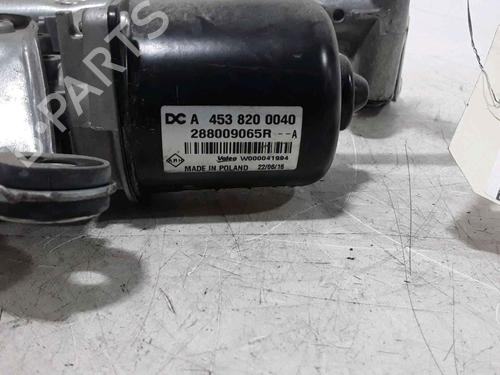 DC A 453 820 0040
288009065R --A
Valeo W000041994
MADE IN POLAND 22/06/16
B-PARTS